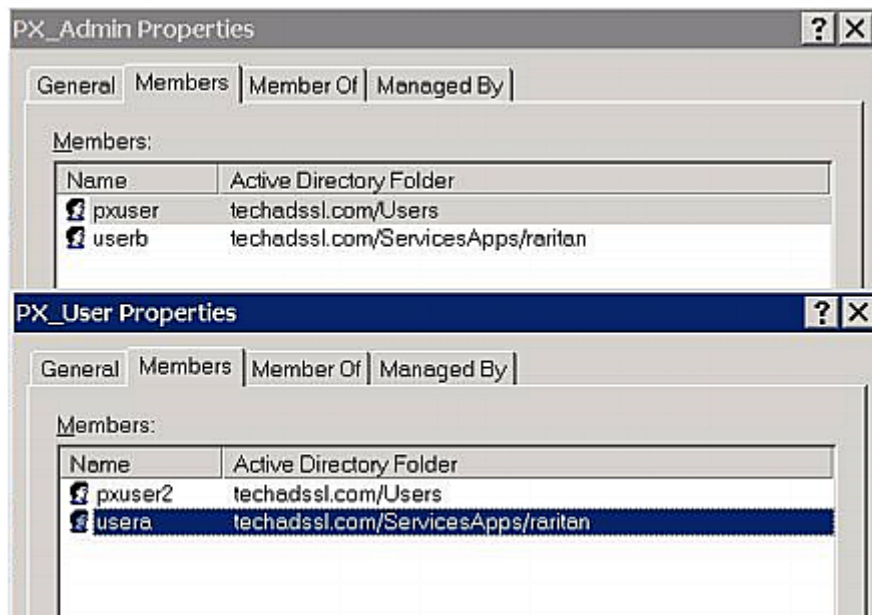 PX_Admin Properties
General Members Member Of Managed By
Members:
Name Active Directory Folder
pxuser techadssl.com/Users
userb techadssl.com/ServicesApps/raritan
PX_User Properties
General Members Member Of Managed By
Members:
Name Active Directory Folder
pxuser2 techadssl.com/Users
usera techadssl.com/ServicesApps/raritan